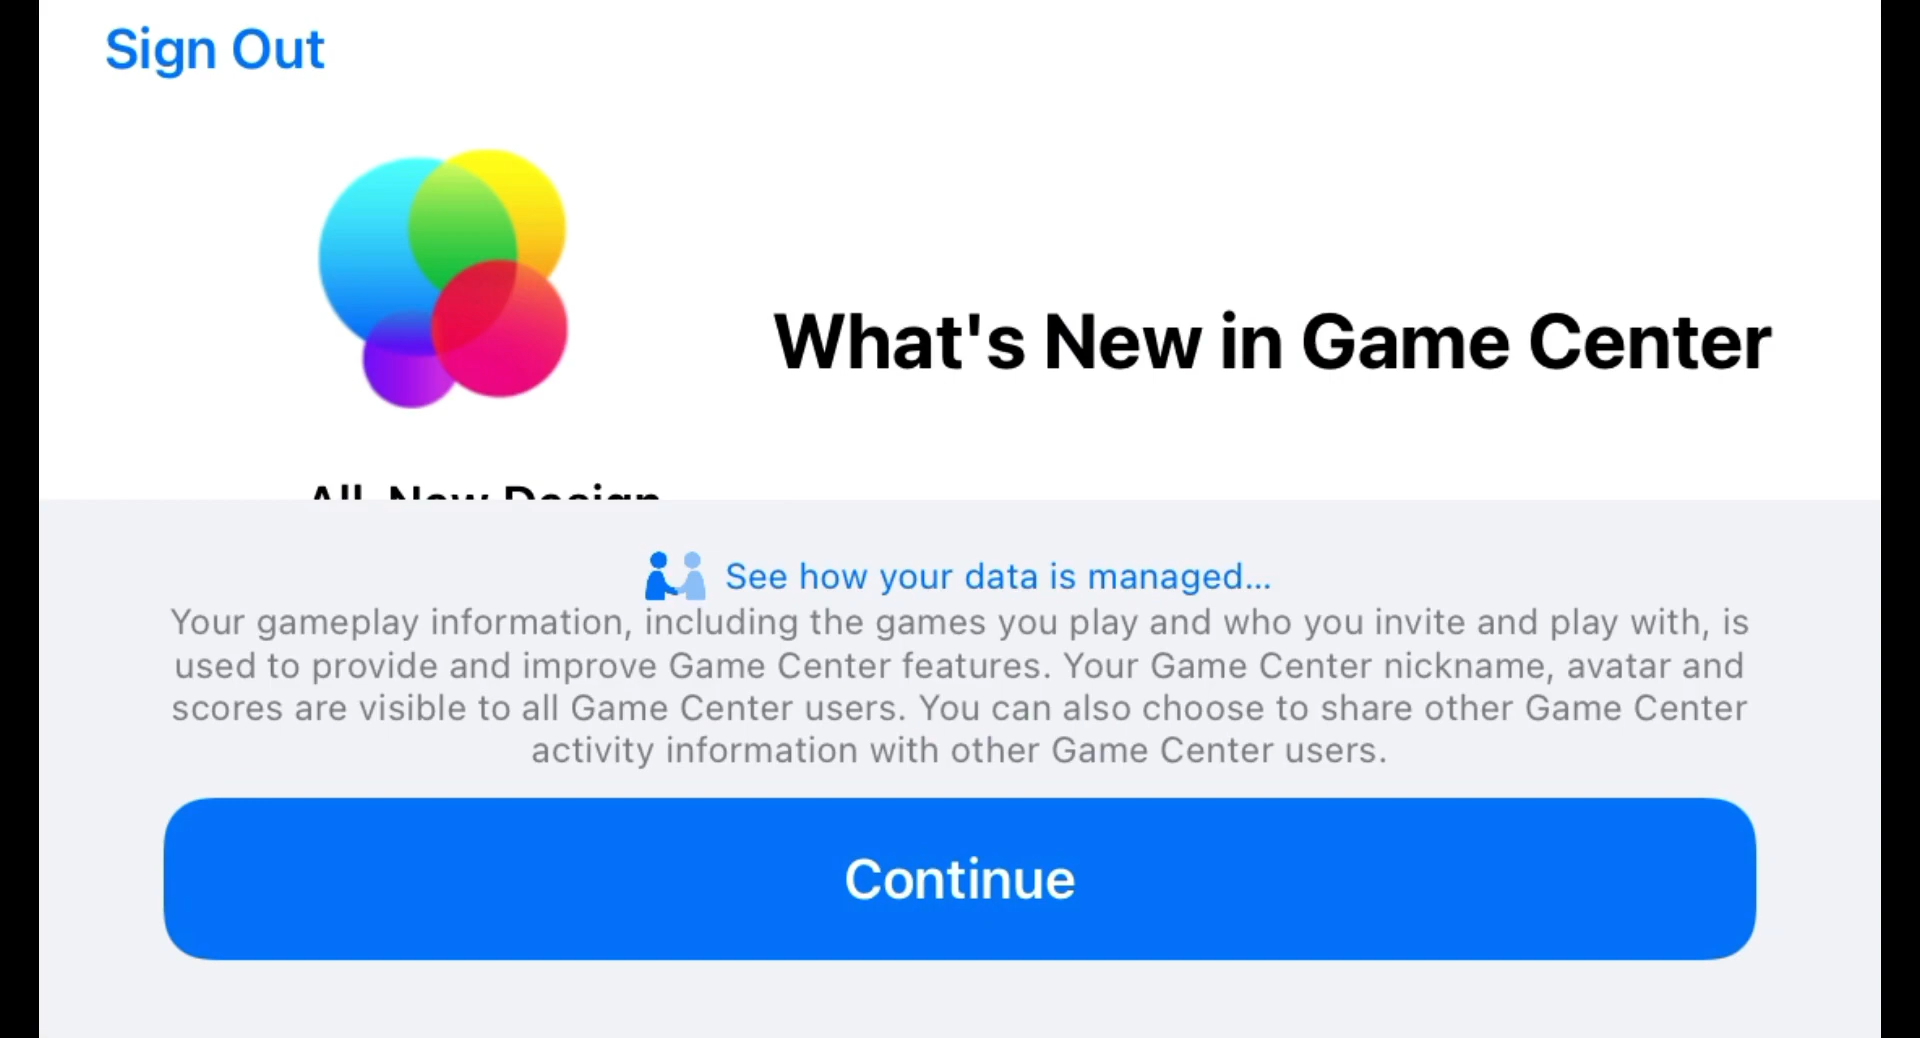 Sign Out
What's New in Game Center
All-New Design
See how your data is managed...
Your gameplay information, including the games you play and who you invite and play with, is
used to provide and improve Game Center features. Your Game Center nickname, avatar and
scores are visible to all Game Center users. You can also choose to share other Game Center
activity information with other Game Center users.
Continue